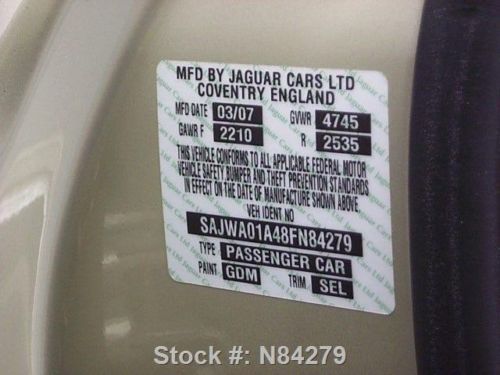 MFD BY JAGUAR CARS LTD
COVENTRY ENGLAND
MFD DATE 03/07 GVWR 4745
GAWR F 2210 R 2535
THIS VEHICLE CONFORMS TO ALL APPLICABLE FEDERAL MOTOR
VEHICLE SAFETY BUMPER AND THEFT PREVENTION STANDARDS
IN EFFECT ON THE DATE OF MANUFACTURE SHOWN ABOVE.
VEH IDENT NO
SAJWA01A48FN84279
TYPE PASSENGER CAR
PAINT GDM TRIM SEL
Stock #: N84279